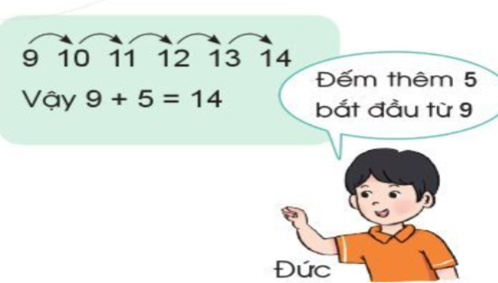 9 10 11 12 13 14
Vậy 9 + 5 = 14
Đếm thêm 5
bắt đầu từ 9
Đức